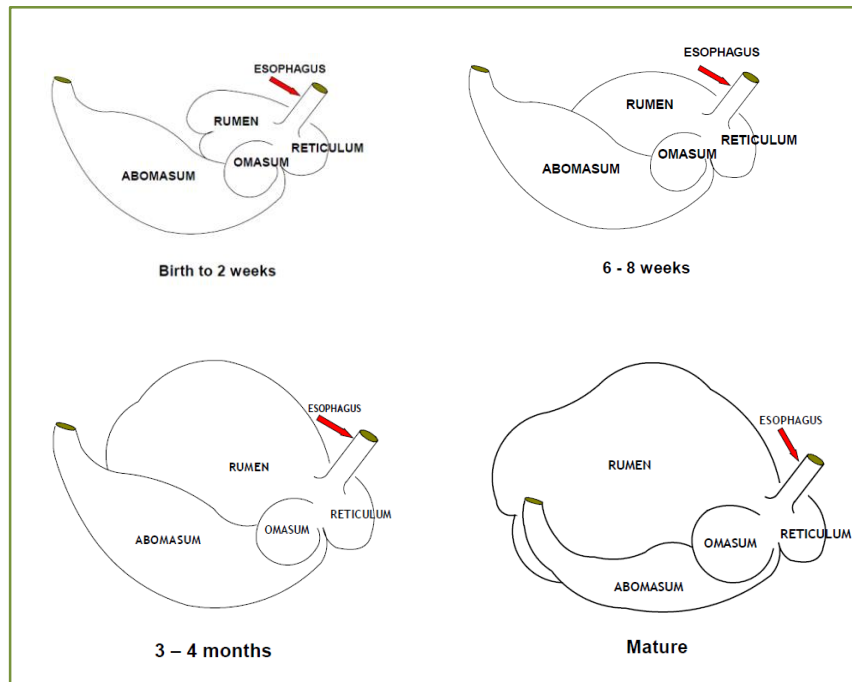 ESOPHAGUS
RUMEN
RETICULUM
OMASUM
ABOMASUM
Birth to 2 weeks
ESOPHAGUS
RUMEN
RETICULUM
OMASUM
ABOMASUM
6 - 8 weeks
ESOPHAGUS
RUMEN
RETICULUM
OMASUM
ABOMASUM
3 – 4 months
ESOPHAGUS
RUMEN
RETICULUM
OMASUM
ABOMASUM
Mature